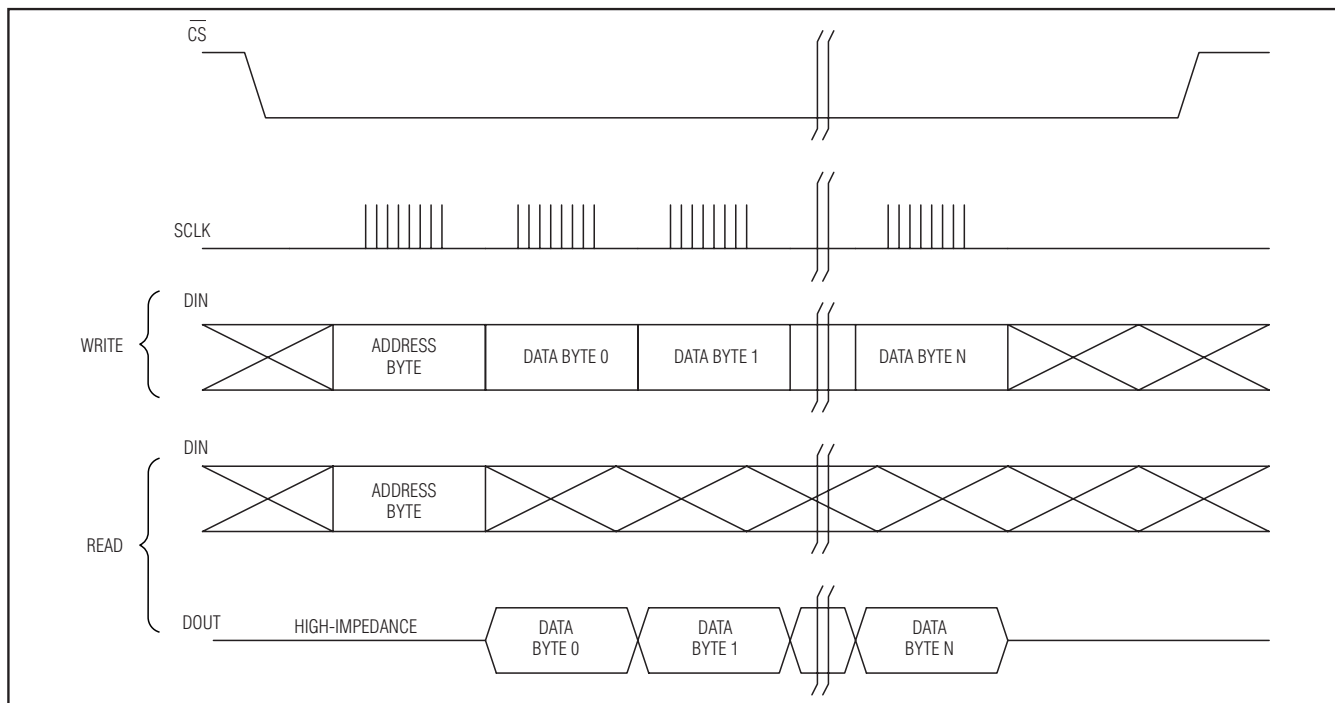 CS
SCLK
DIN
WRITE
ADDRESS
BYTE
DATA BYTE 0
DATA BYTE 1
DATA BYTE N
DIN
READ
ADDRESS
BYTE
DOUT
HIGH-IMPEDANCE
DATA
BYTE 0
DATA
BYTE 1
DATA
BYTE N